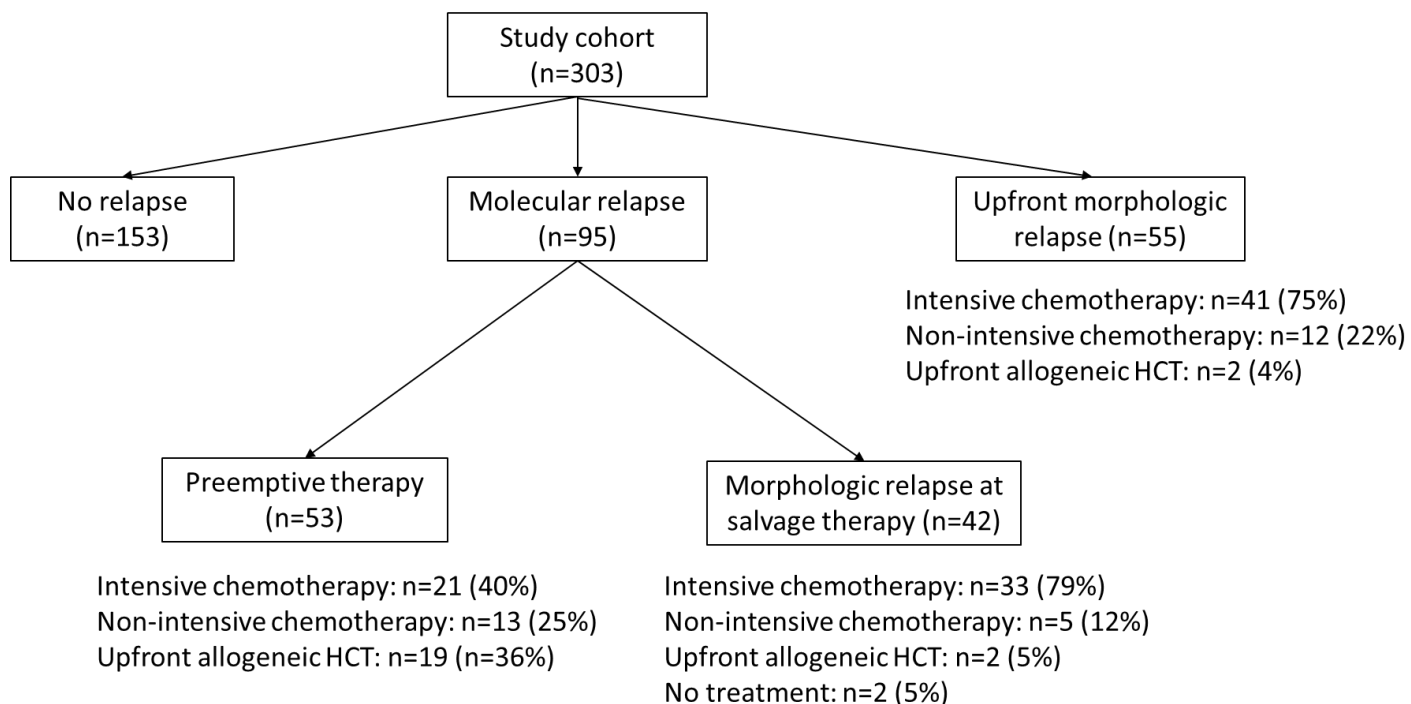 Study cohort
(n=303)
No relapse
(n=153)
Molecular relapse
(n=95)
Upfront morphologic
relapse (n=55)
Intensive chemotherapy: n=41 (75%)
Non-intensive chemotherapy: n=12 (22%)
Upfront allogeneic HCT: n=2 (4%)
Preemptive therapy
(n=53)
Morphologic relapse at
salvage therapy (n=42)
Intensive chemotherapy: n=21 (40%)
Non-intensive chemotherapy: n=13 (25%)
Upfront allogeneic HCT: n=19 (n=36%)
Intensive chemotherapy: n=33 (79%)
Non-intensive chemotherapy: n=5 (12%)
Upfront allogeneic HCT: n=2 (5%)
No treatment: n=2 (5%)